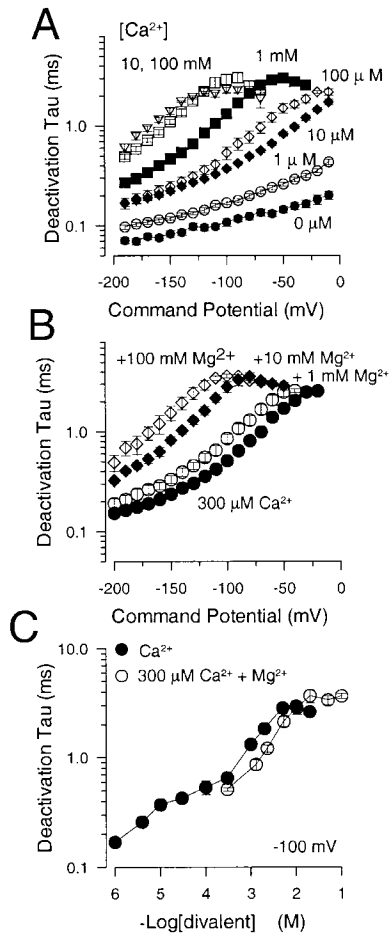 A
[Ca²⁺]
10, 100 mM
1 mM
100 μ M
10 μM
1 μ M
0 μM
Deactivation Tau (ms)
1.0
0.1
-200 -150 -100 -50 0
Command Potential (mV)
B
+100 mM Mg²⁺
+10 mM Mg²⁺
+ 1 mM Mg²⁺
300 μM Ca²⁺
Deactivation Tau (ms)
1.0
0.1
-200 -150 -100 -50 0
Command Potential (mV)
C
Ca²⁺
300 μM Ca²⁺ + Mg²⁺
Deactivation Tau (ms)
10.0
1.0
0.1
-100 mV
6 5 4 3 2 1
-Log[divalent] (M)